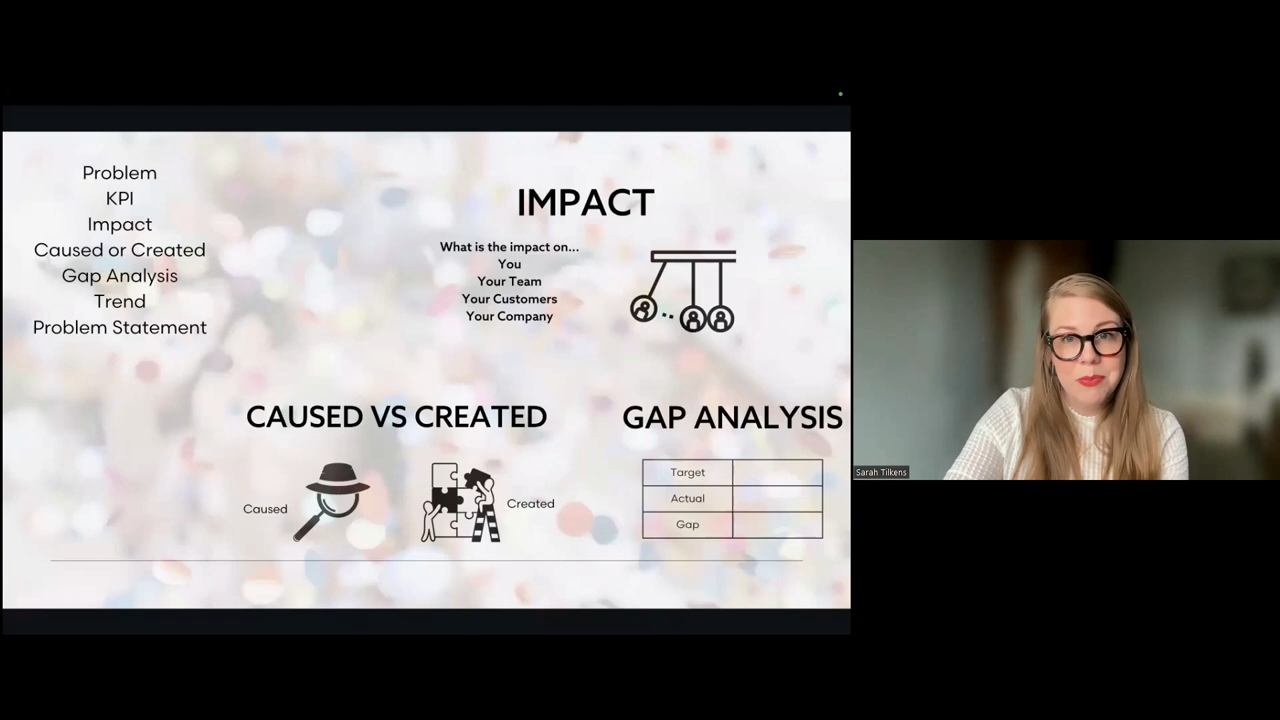 Problem
KPI
Impact
Caused or Created
Gap Analysis
Trend
Problem Statement
IMPACT
What is the impact on...
You
Your Team
Your Customers
Your Company
CAUSED VS CREATED
Caused
Created
GAP ANALYSIS
Target
Actual
Gap
Sarah Tilkens